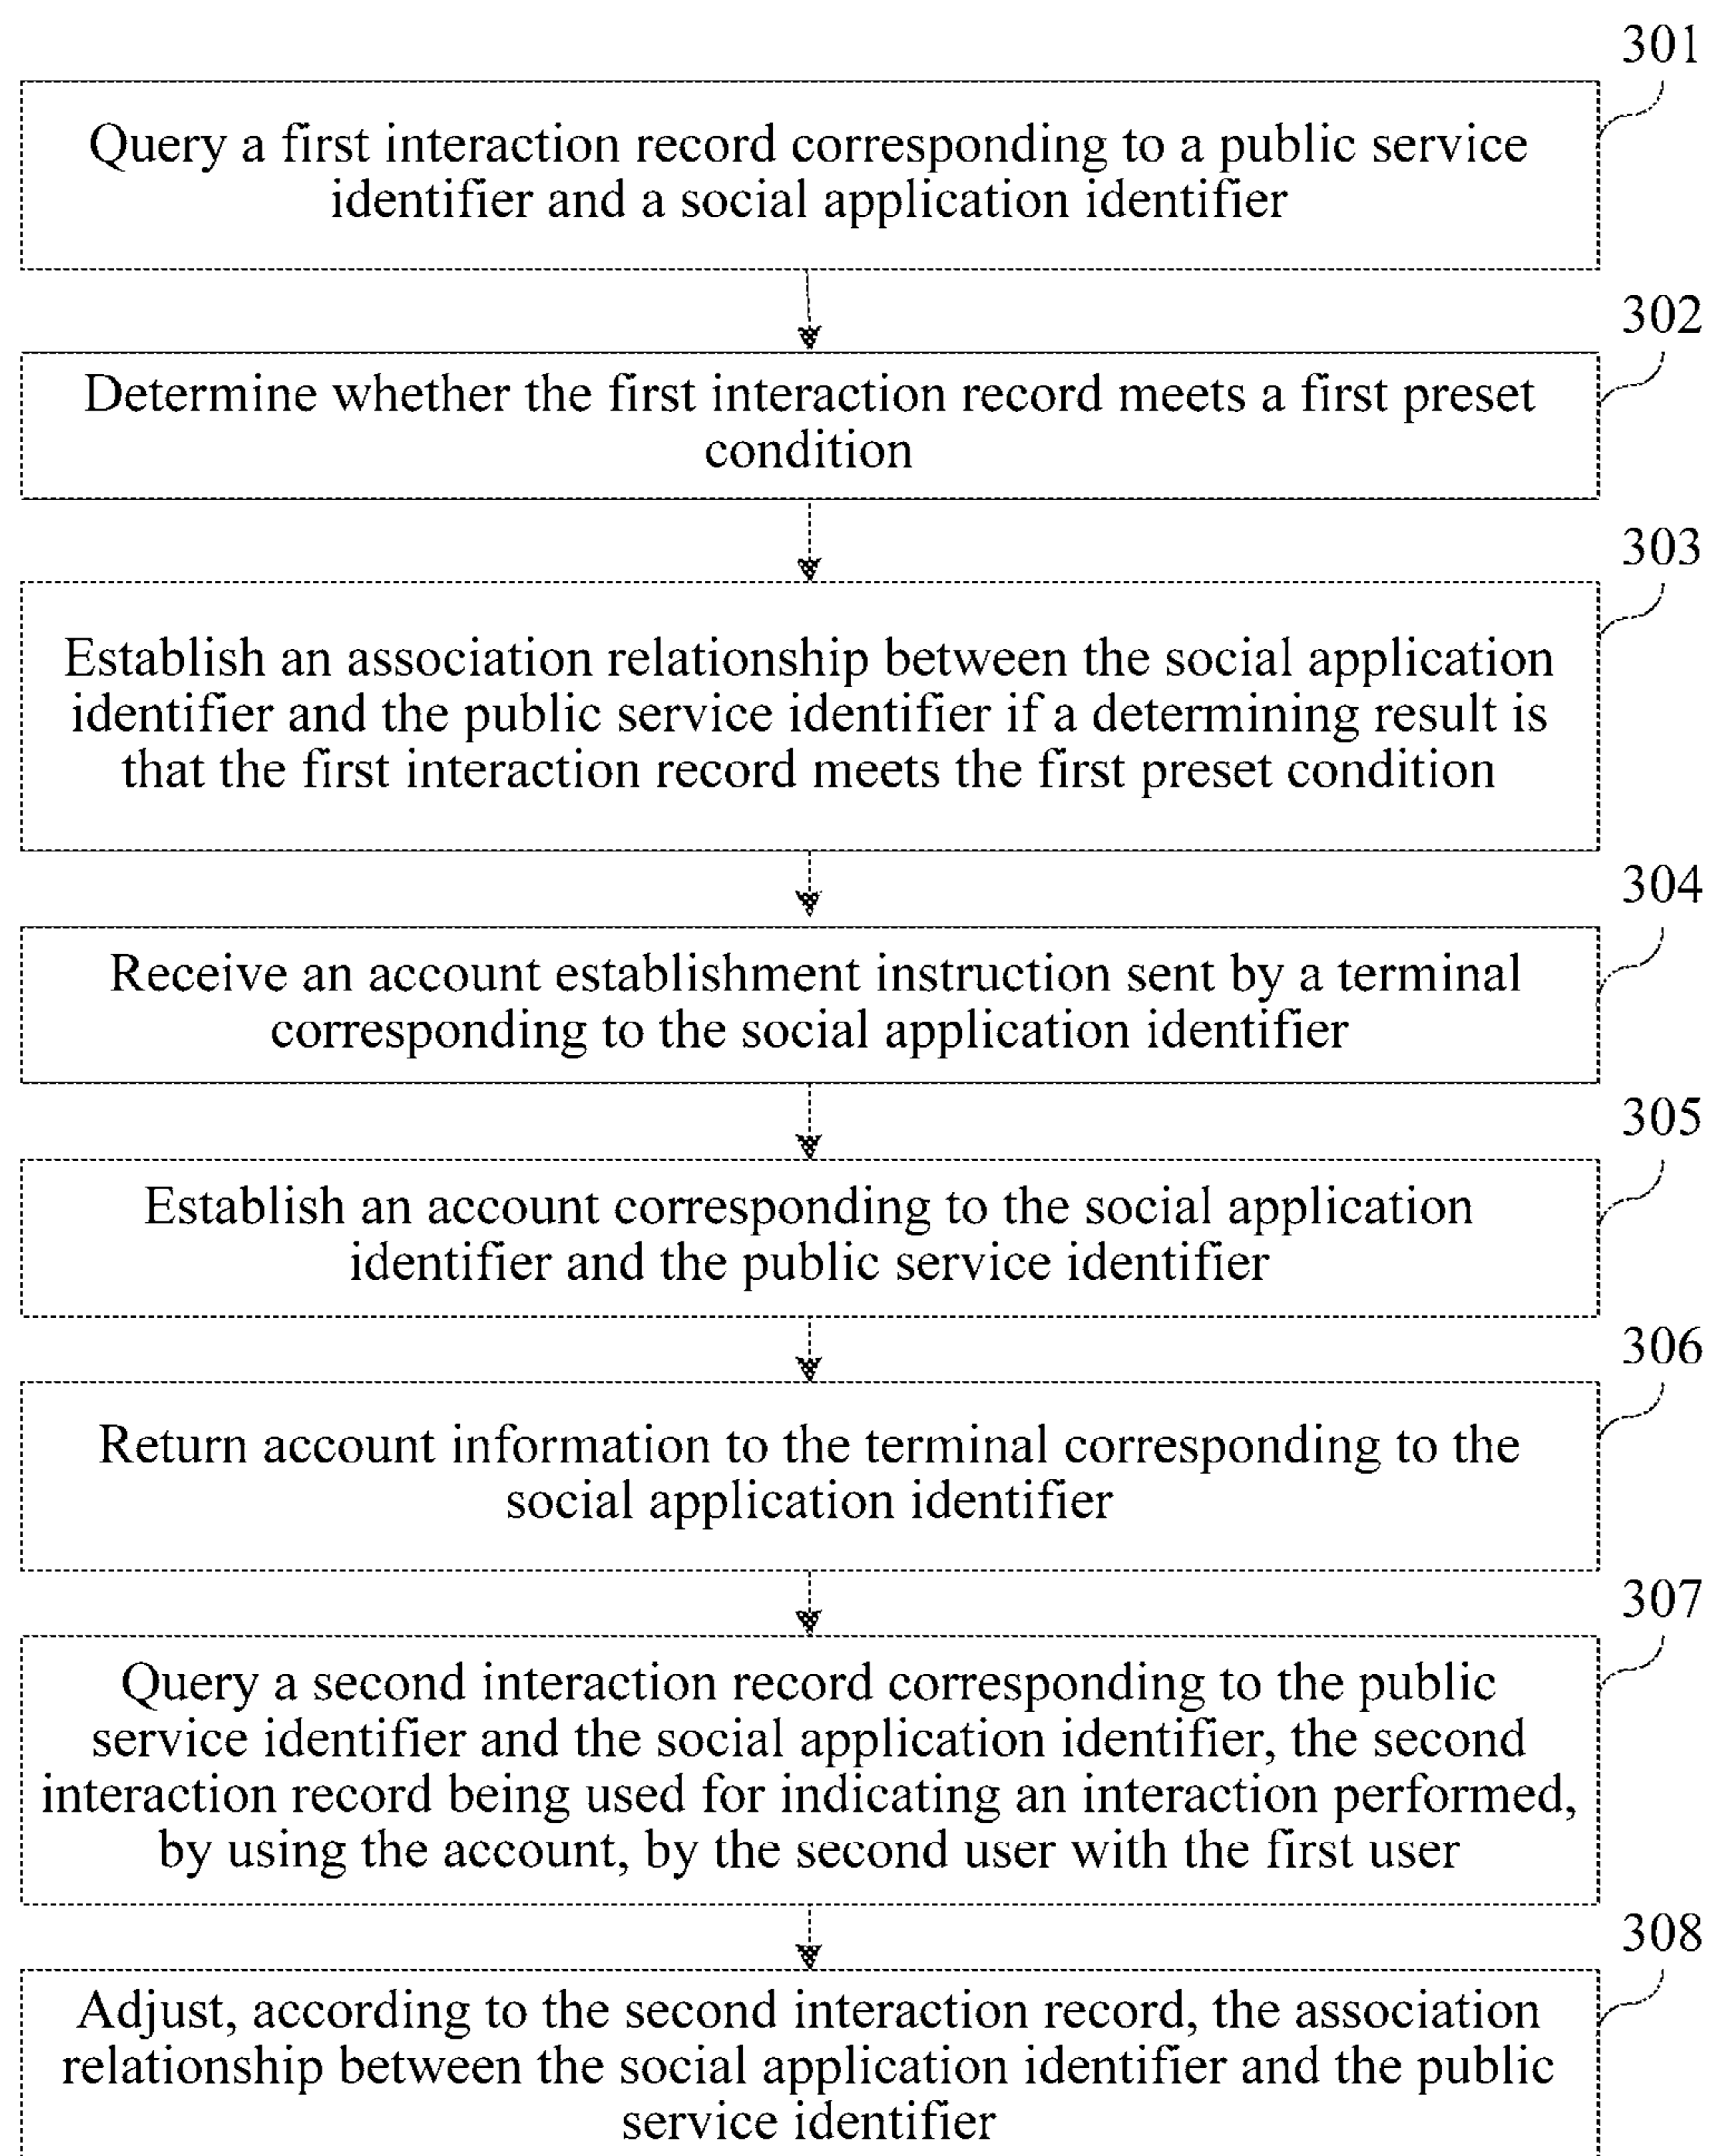 301
Query a first interaction record corresponding to a public service
identifier and a social application identifier
302
Determine whether the first interaction record meets a first preset
condition
303
Establish an association relationship between the social application
identifier and the public service identifier if a determining result is
that the first interaction record meets the first preset condition
304
Receive an account establishment instruction sent by a terminal
corresponding to the social application identifier
305
Establish an account corresponding to the social application
identifier and the public service identifier
306
Return account information to the terminal corresponding to the
social application identifier
307
Query a second interaction record corresponding to the public
service identifier and the social application identifier, the second
interaction record being used for indicating an interaction performed,
by using the account, by the second user with the first user
308
Adjust, according to the second interaction record, the association
relationship between the social application identifier and the public
service identifier